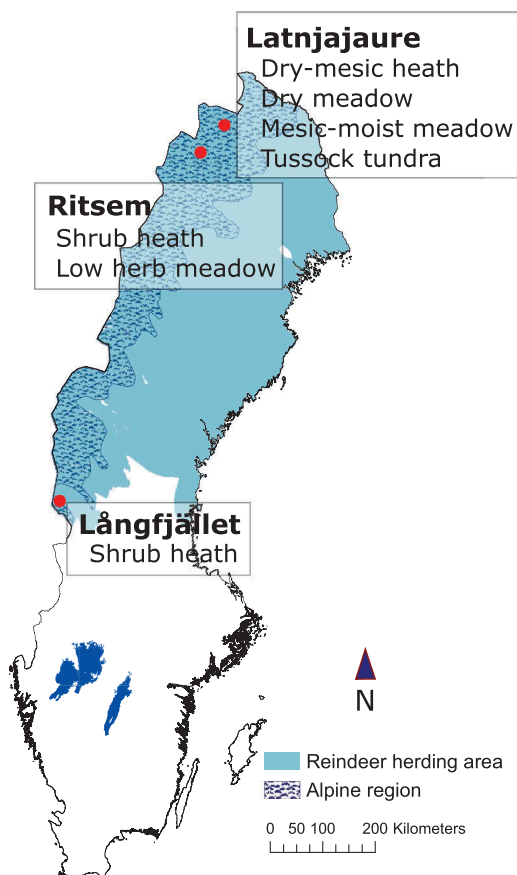 Latnjajaure
Dry-mesic heath
Dry meadow
Mesic-moist meadow
Tussock tundra
Ritsem
Shrub heath
Low herb meadow
Långfjället
Shrub heath
N
Reindeer herding area
Alpine region
0 50 100 200 Kilometers